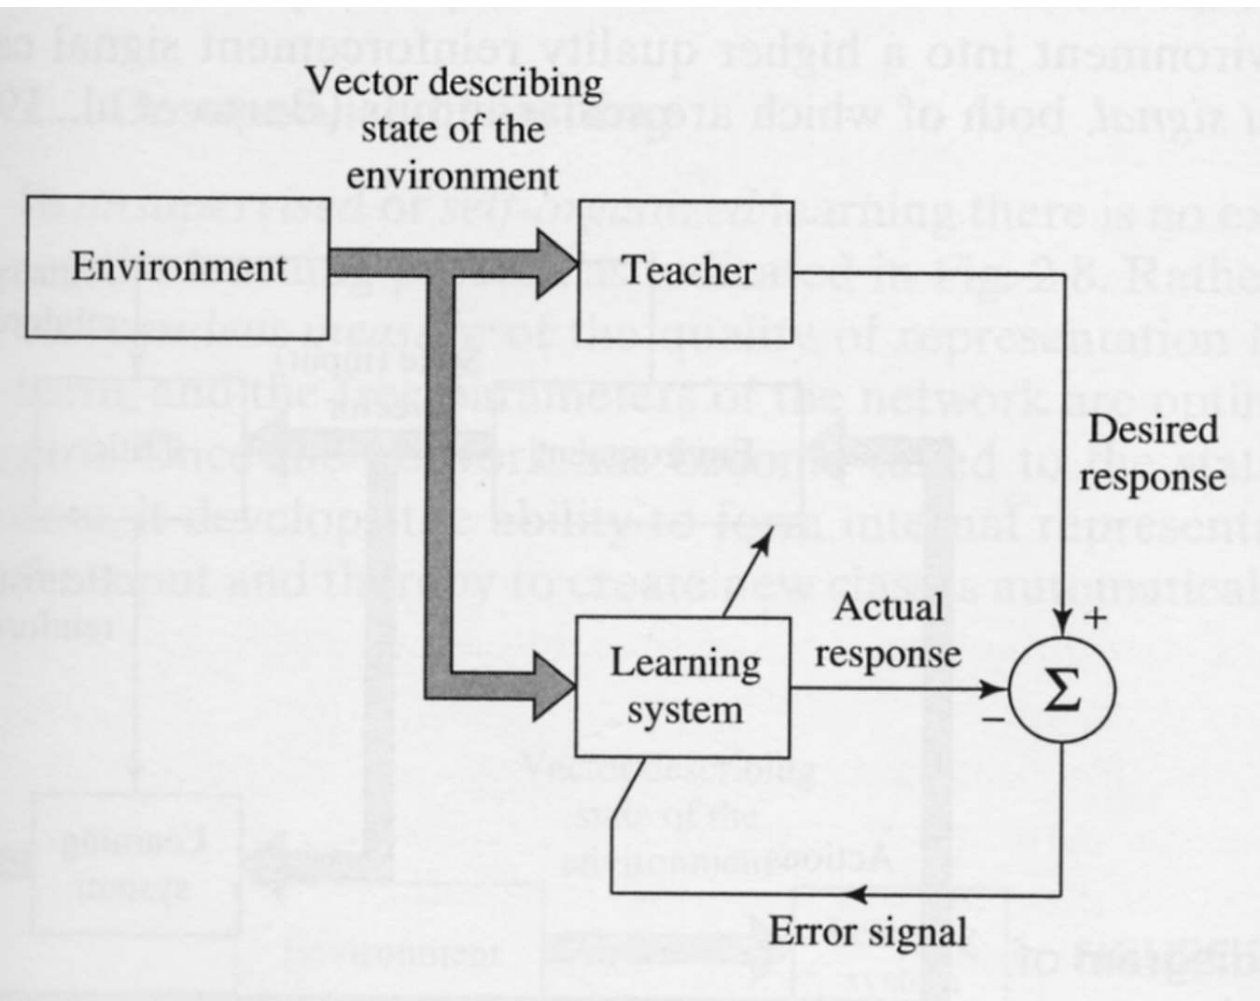 Vector describing
state of the
environment
Environment
Teacher
Desired
response
Actual
response
+
Learning
system
Σ
−
Error signal